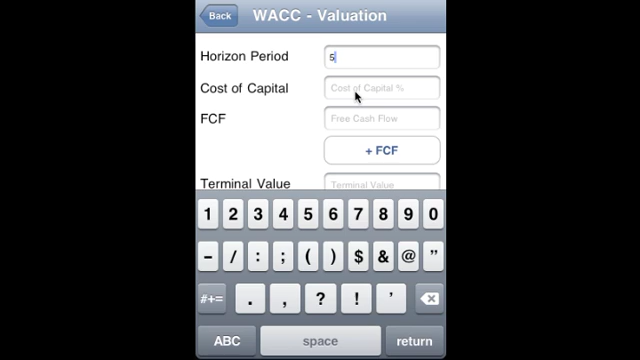 Back WACC - Valuation
Horizon Period 5
Cost of Capital Cost of Capital %
FCF Free Cash Flow
+ FCF
Terminal Value Terminal Value
1 2 3 4 5 6 7 8 9 0
- / : ; ( ) $ & @ "
#+= . , ? ! '
ABC space return